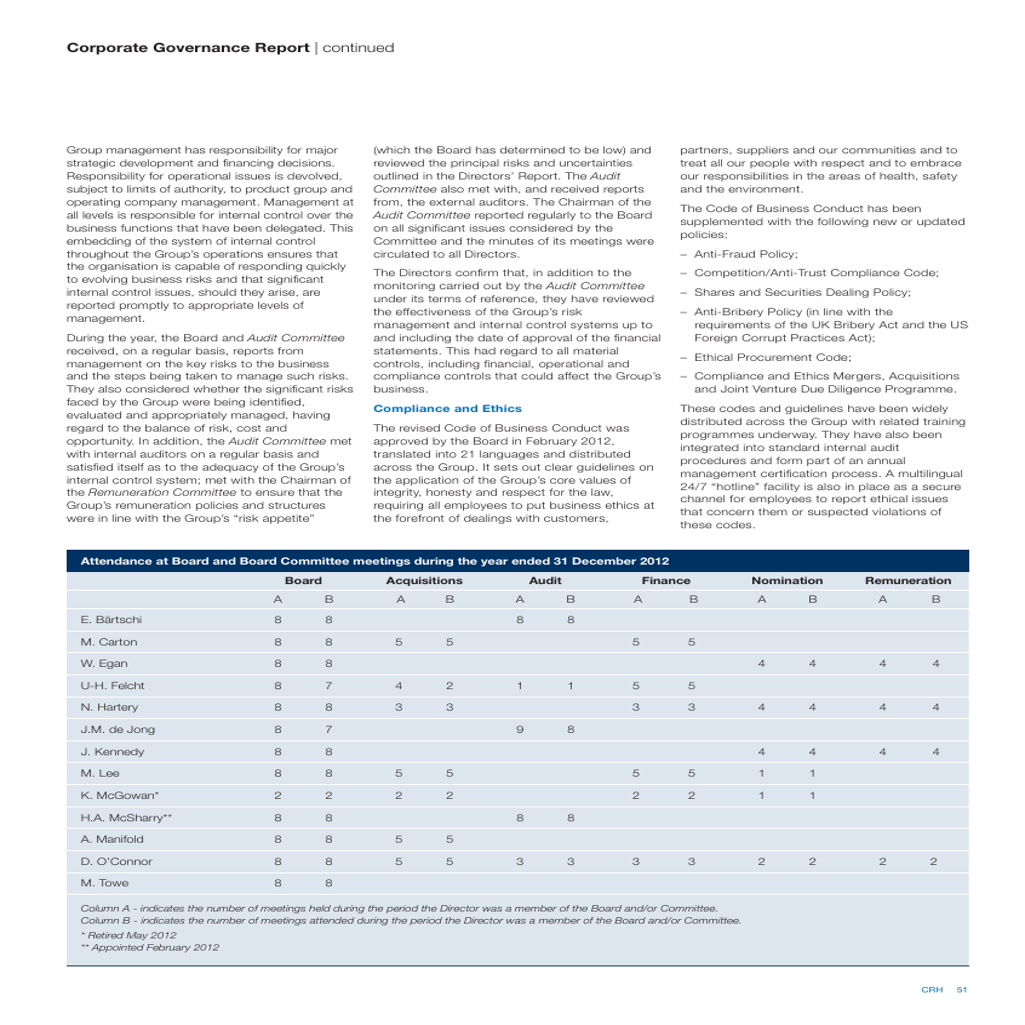 Corporate Governance Report | continued
Group management has responsibility for major
strategic development and financing decisions.
Responsibility for operational issues is devolved,
subject to limits of authority, to product group and
operating company management. Management at
all levels is responsible for internal control over the
business functions that have been delegated. This
embedding of the system of internal control
throughout the Group's operations ensures that
the organisation is capable of responding quickly
to evolving business risks and that significant
internal control issues, should they arise, are
reported promptly to appropriate levels of
management.
During the year, the Board and Audit Committee
received, on a regular basis, reports from
management on the key risks to the business
and the steps being taken to manage such risks.
They also considered whether the significant risks
faced by the Group were being identified,
evaluated and appropriately managed, having
regard to the balance of risk, cost and
opportunity. In addition, the Audit Committee met
with internal auditors on a regular basis and
satisfied itself as to the adequacy of the Group's
internal control system; met with the Chairman of
the Remuneration Committee to ensure that the
Group's remuneration policies and structures
were in line with the Group's “risk appetite”
(which the Board has determined to be low) and
reviewed the principal risks and uncertainties
outlined in the Directors' Report. The Audit
Committee also met with, and received reports
from, the external auditors. The Chairman of the
Audit Committee reported regularly to the Board
on all significant issues considered by the
Committee and the minutes of its meetings were
circulated to all Directors.
The Directors confirm that, in addition to the
monitoring carried out by the Audit Committee
under its terms of reference, they have reviewed
the effectiveness of the Group's risk
management and internal control systems up to
and including the date of approval of the financial
statements. This had regard to all material
controls, including financial, operational and
compliance controls that could affect the Group's
business.
Compliance and Ethics
The revised Code of Business Conduct was
approved by the Board in February 2012,
translated into 21 languages and distributed
across the Group. It sets out clear guidelines on
the application of the Group's core values of
integrity, honesty and respect for the law,
requiring all employees to put business ethics at
the forefront of dealings with customers,
partners, suppliers and our communities and to
treat all our people with respect and to embrace
our responsibilities in the areas of health, safety
and the environment.
The Code of Business Conduct has been
supplemented with the following new or updated
policies:
– Anti-Fraud Policy;
– Competition/Anti-Trust Compliance Code;
– Shares and Securities Dealing Policy;
– Anti-Bribery Policy (in line with the
requirements of the UK Bribery Act and the US
Foreign Corrupt Practices Act);
– Ethical Procurement Code;
– Compliance and Ethics Mergers, Acquisitions
and Joint Venture Due Diligence Programme.
These codes and guidelines have been widely
distributed across the Group with related training
programmes underway. They have also been
integrated into standard internal audit
procedures and form part of an annual
management certification process. A multilingual
24/7 “hotline” facility is also in place as a secure
channel for employees to report ethical issues
that concern them or suspected violations of
these codes.
Attendance at Board and Board Committee meetings during the year ended 31 December 2012
Board Acquisitions Audit Finance Nomination Remuneration
A B A B A B A B A B A B
E. Bärtschi 8 8 8 8
M. Carton 8 8 5 5 5 5
W. Egan 8 8 4 4 4 4
U-H. Felcht 8 7 4 2 1 1 5 5
N. Hartery 8 8 3 3 3 3 4 4 4 4
J.M. de Jong 8 7 9 8
J. Kennedy 8 8 4 4 4 4
M. Lee 8 8 5 5 5 5 1 1
K. McGowan* 2 2 2 2 2 2 1 1
H.A. McSharry** 8 8 8 8
A. Manifold 8 8 5 5
D. O'Connor 8 8 5 5 3 3 3 3 2 2 2 2
M. Towe 8 8
Column A - indicates the number of meetings held during the period the Director was a member of the Board and/or Committee.
Column B - indicates the number of meetings attended during the period the Director was a member of the Board and/or Committee.
* Retired May 2012
** Appointed February 2012
CRH 51